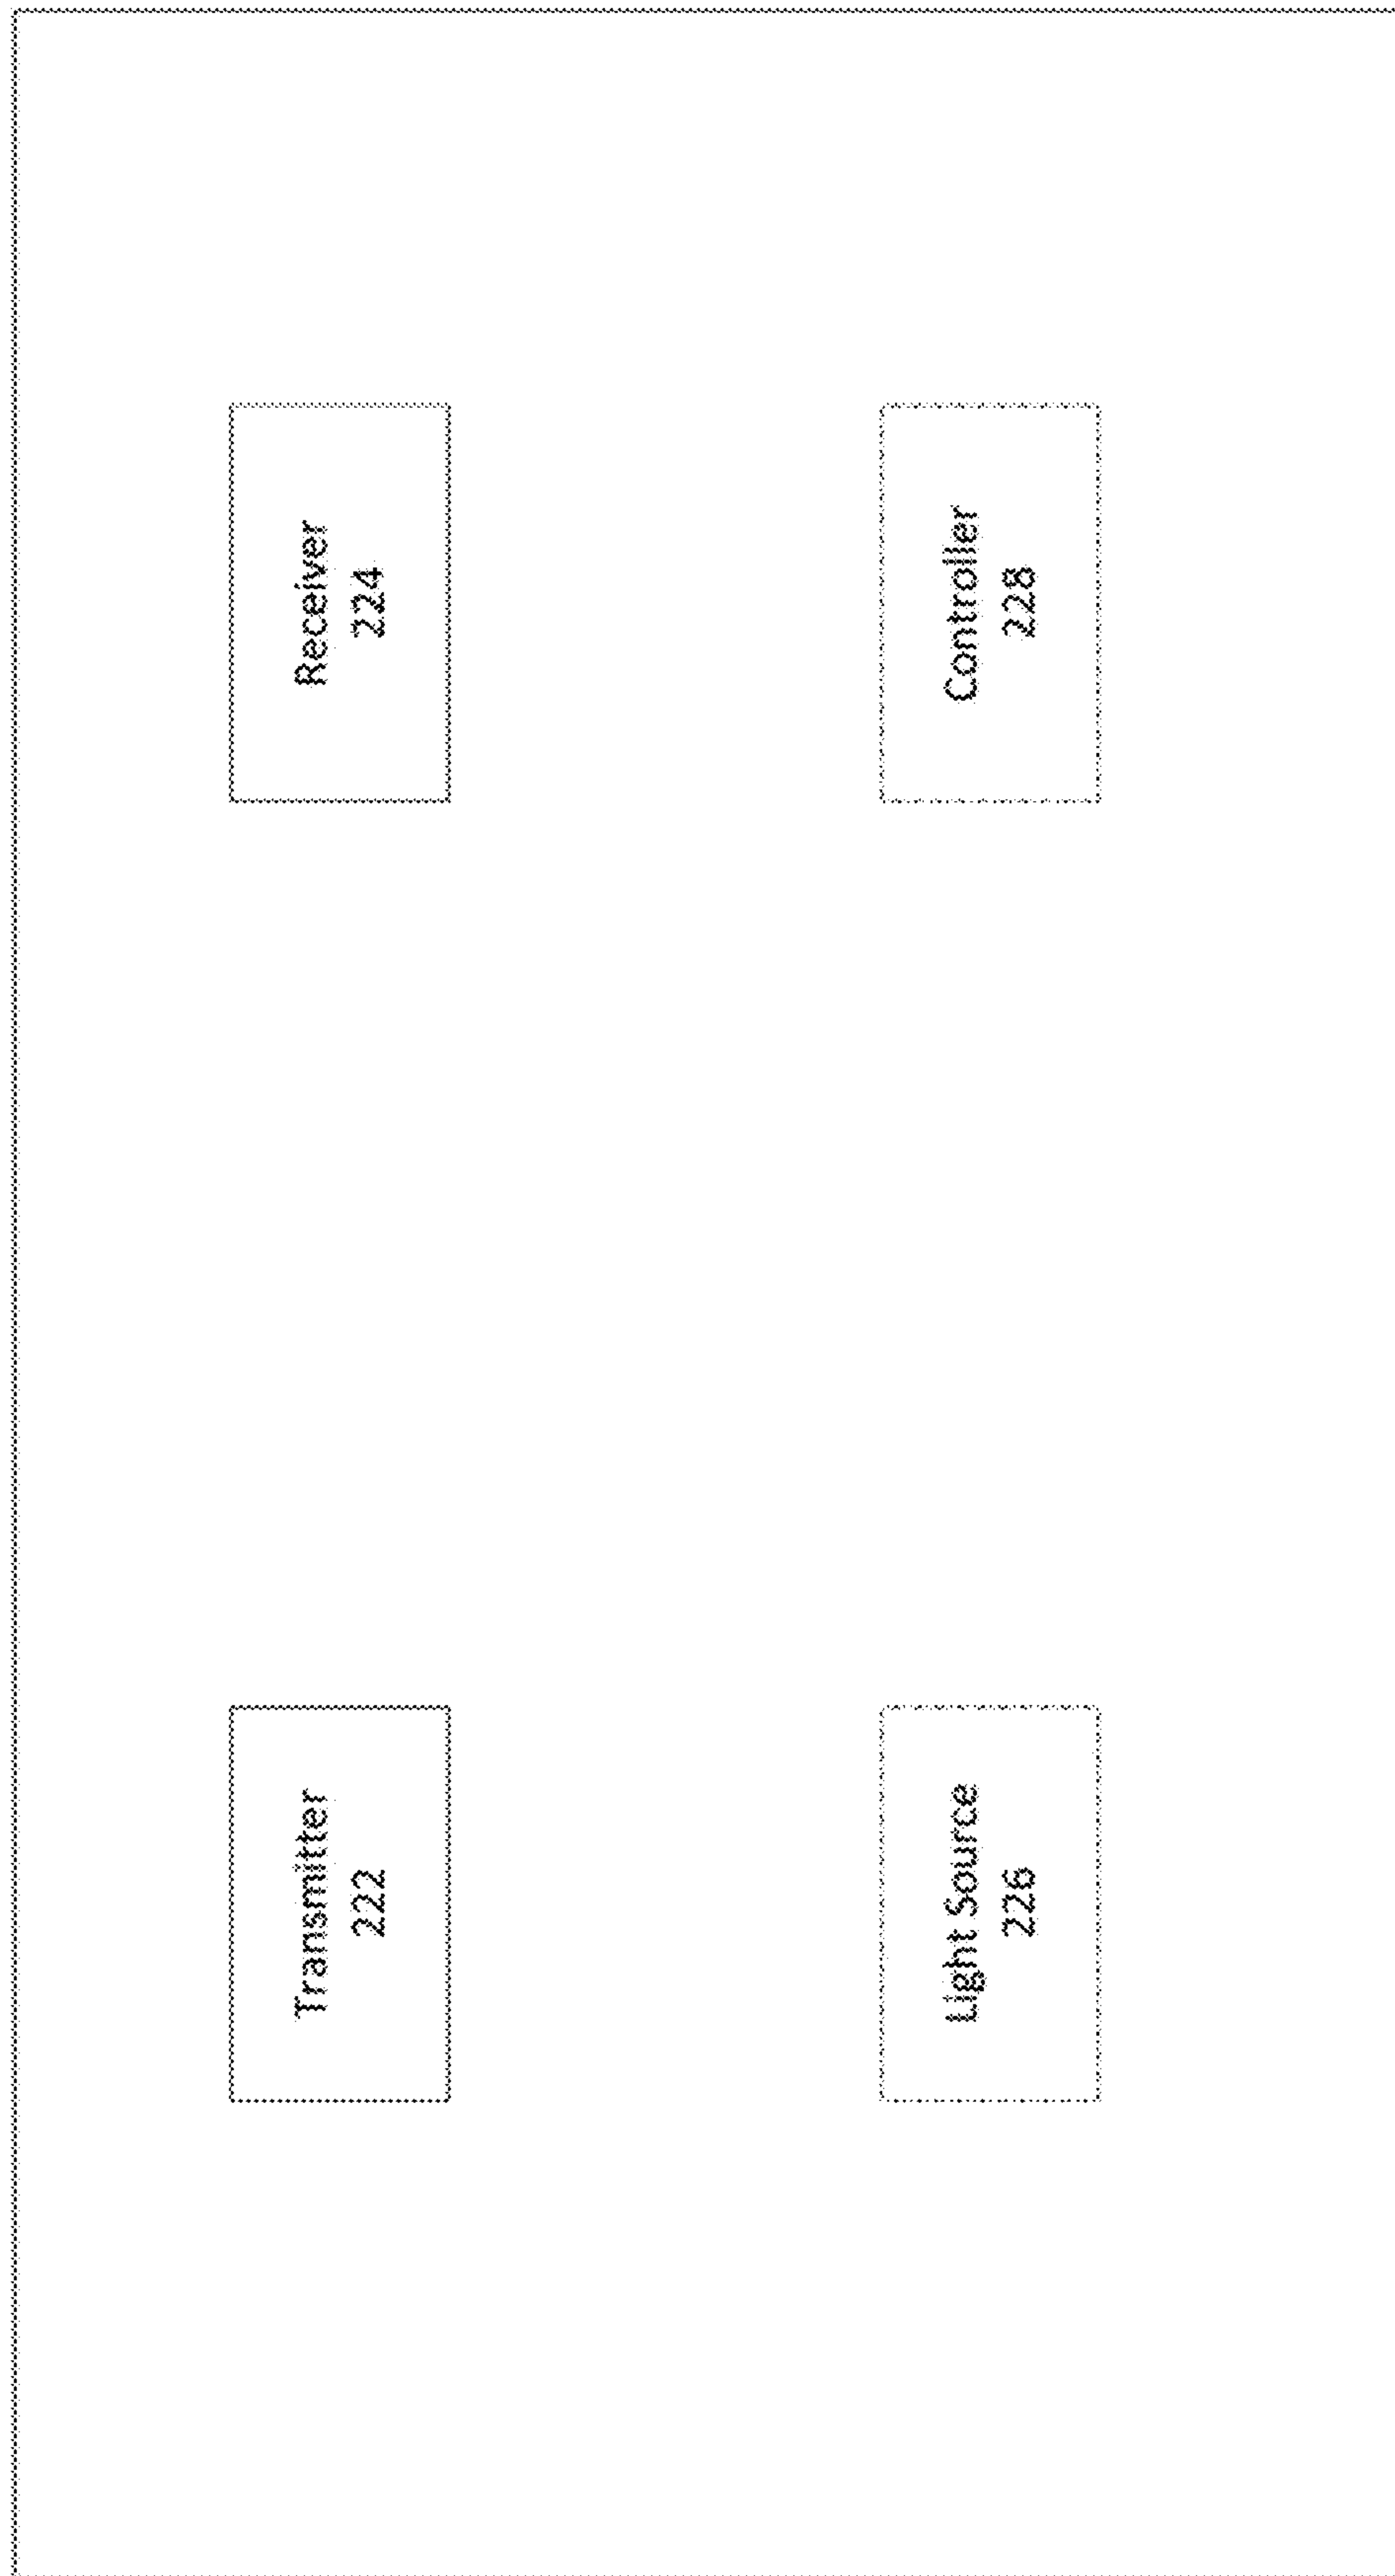 Transmitter
222
Receiver
224
Light Source
226
Controller
228